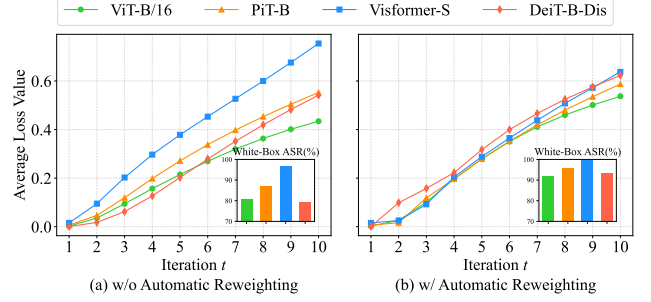 ViT-B/16 PiT-B Visformer-S DeiT-B-Dis
Average Loss Value
0.6
0.4
0.2
0.0
White-Box ASR(%)
100
90
80
70
1 2 3 4 5 6 7 8 9 10
Iteration t
(a) w/o Automatic Reweighting
White-Box ASR(%)
100
90
80
70
1 2 3 4 5 6 7 8 9 10
Iteration t
(b) w/ Automatic Reweighting